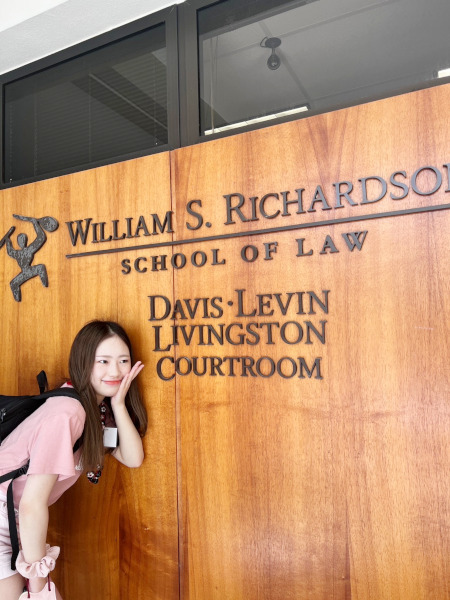 WILLIAM S. RICHARDSON
SCHOOL OF LAW
DAVIS·LEVIN
LIVINGSTON
COURTROOM